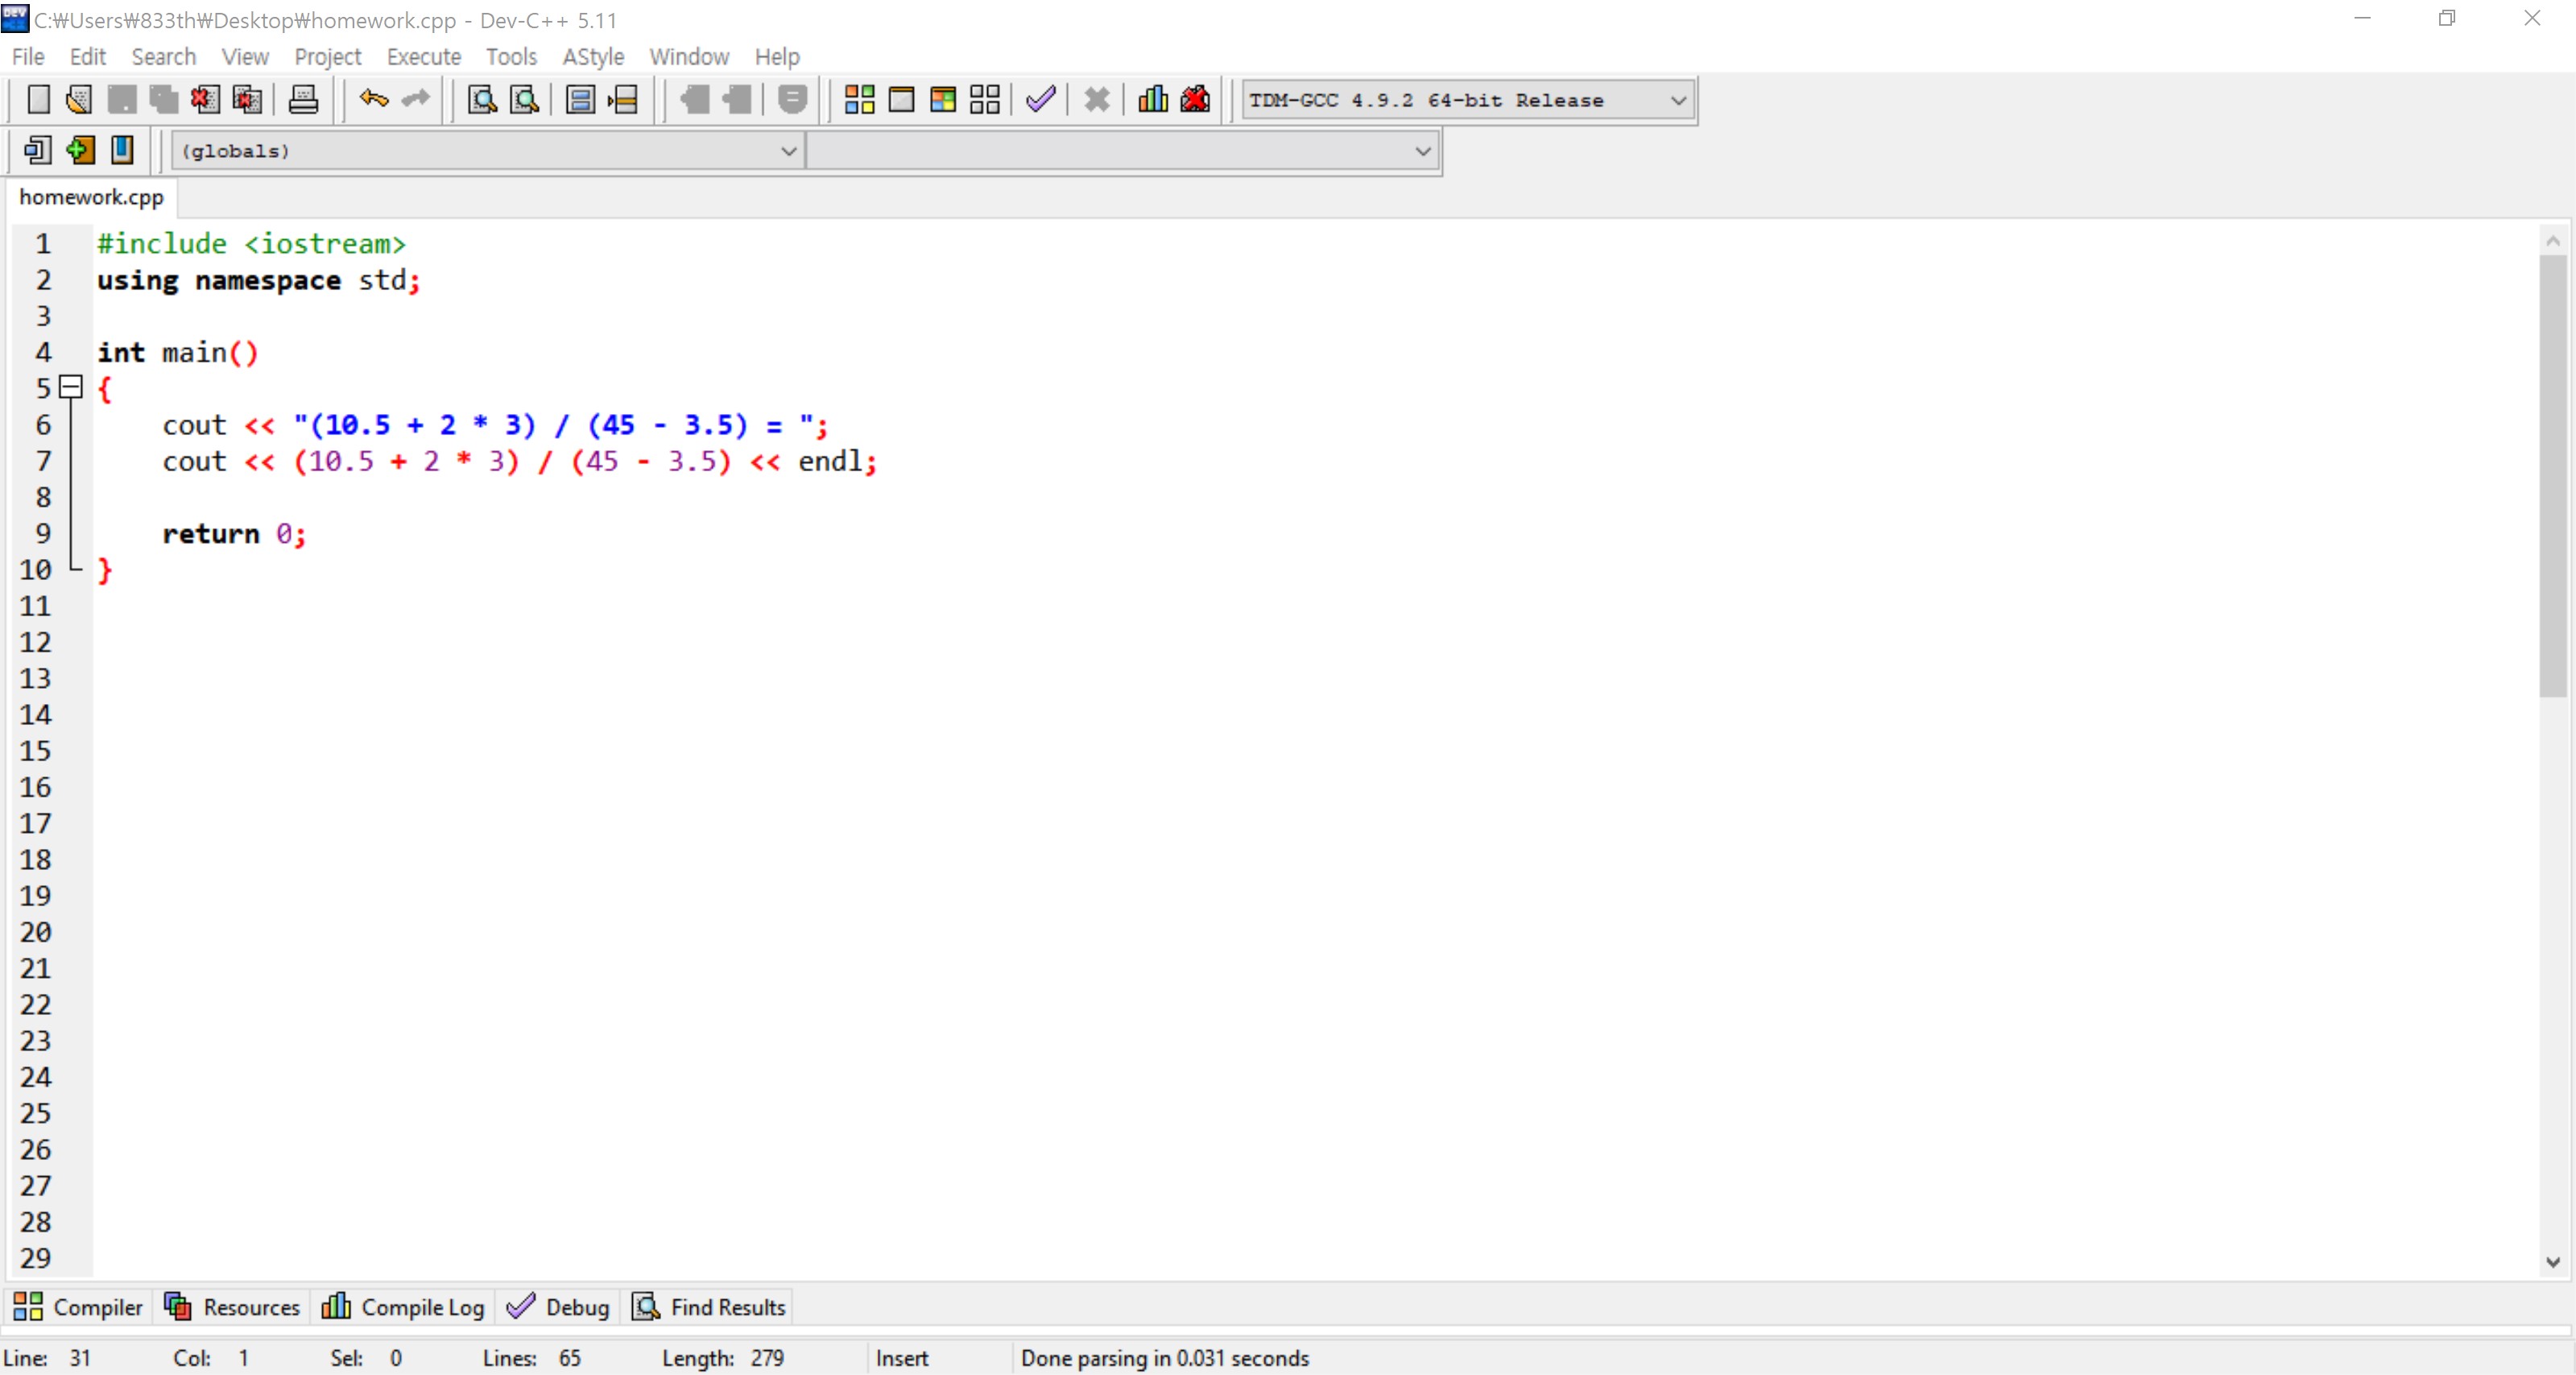 C:₩Users₩833th₩Desktop₩homework.cpp - Dev-C++ 5.11
File Edit Search View Project Execute Tools AStyle Window Help
TDM-GCC 4.9.2 64-bit Release
(globals)
homework.cpp
1 #include <iostream>
2 using namespace std;
3
4 int main()
5 {
6 cout << "(10.5 + 2 * 3) / (45 - 3.5) = ";
7 cout << (10.5 + 2 * 3) / (45 - 3.5) << endl;
8
9 return 0;
10 }
11
12
13
14
15
16
17
18
19
20
21
22
23
24
25
26
27
28
29
Compiler Resources Compile Log Debug Find Results
Line: 31 Col: 1 Sel: 0 Lines: 65 Length: 279 Insert Done parsing in 0.031 seconds